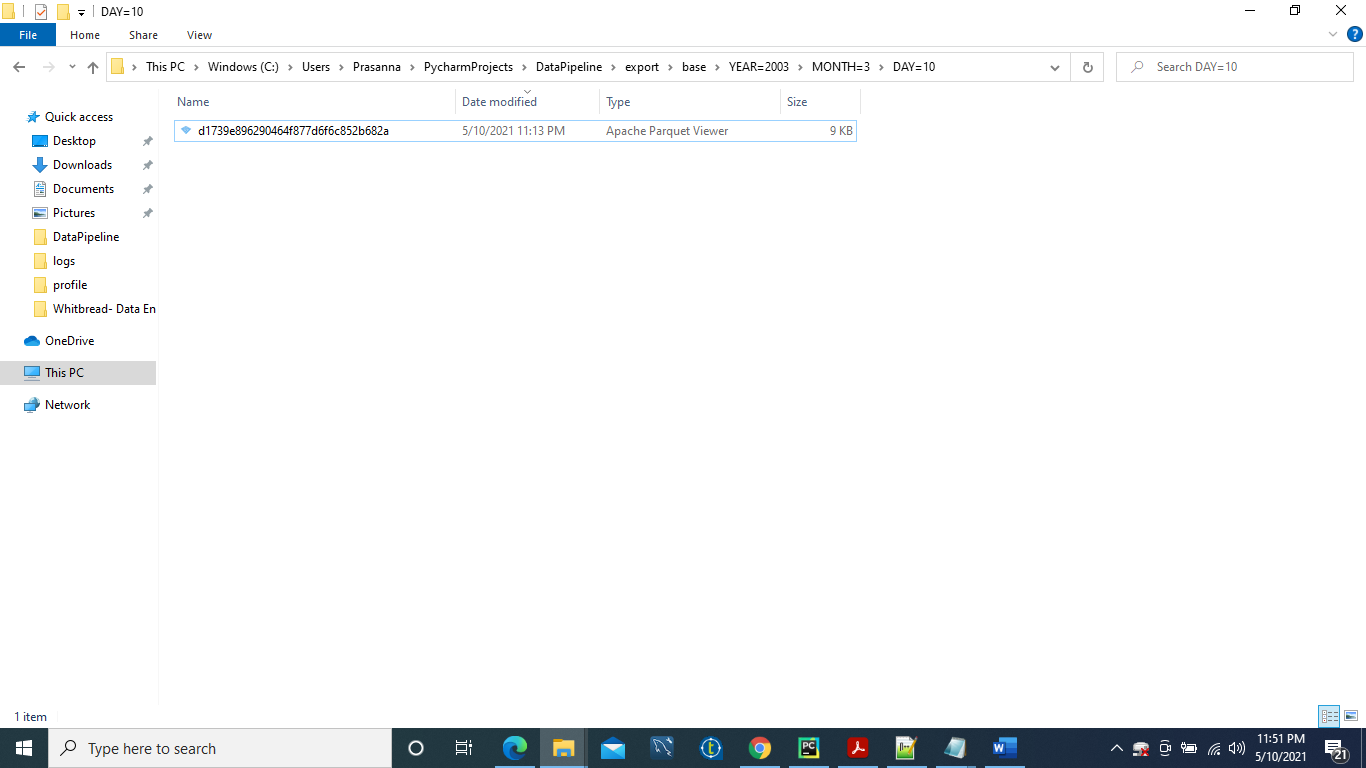 DAY=10
File Home Share View
This PC Windows (C:) Users Prasanna PycharmProjects DataPipeline export base YEAR=2003 MONTH=3 DAY=10 Search DAY=10
Name Date modified Type Size
d1739e896290464f877d6f6c852b682a 5/10/2021 11:13 PM Apache Parquet Viewer 9 KB
Quick access
Desktop
Downloads
Documents
Pictures
DataPipeline
logs
profile
Whitbread- Data En
OneDrive
This PC
Network
1 item
Type here to search
11:51 PM
5/10/2021
21